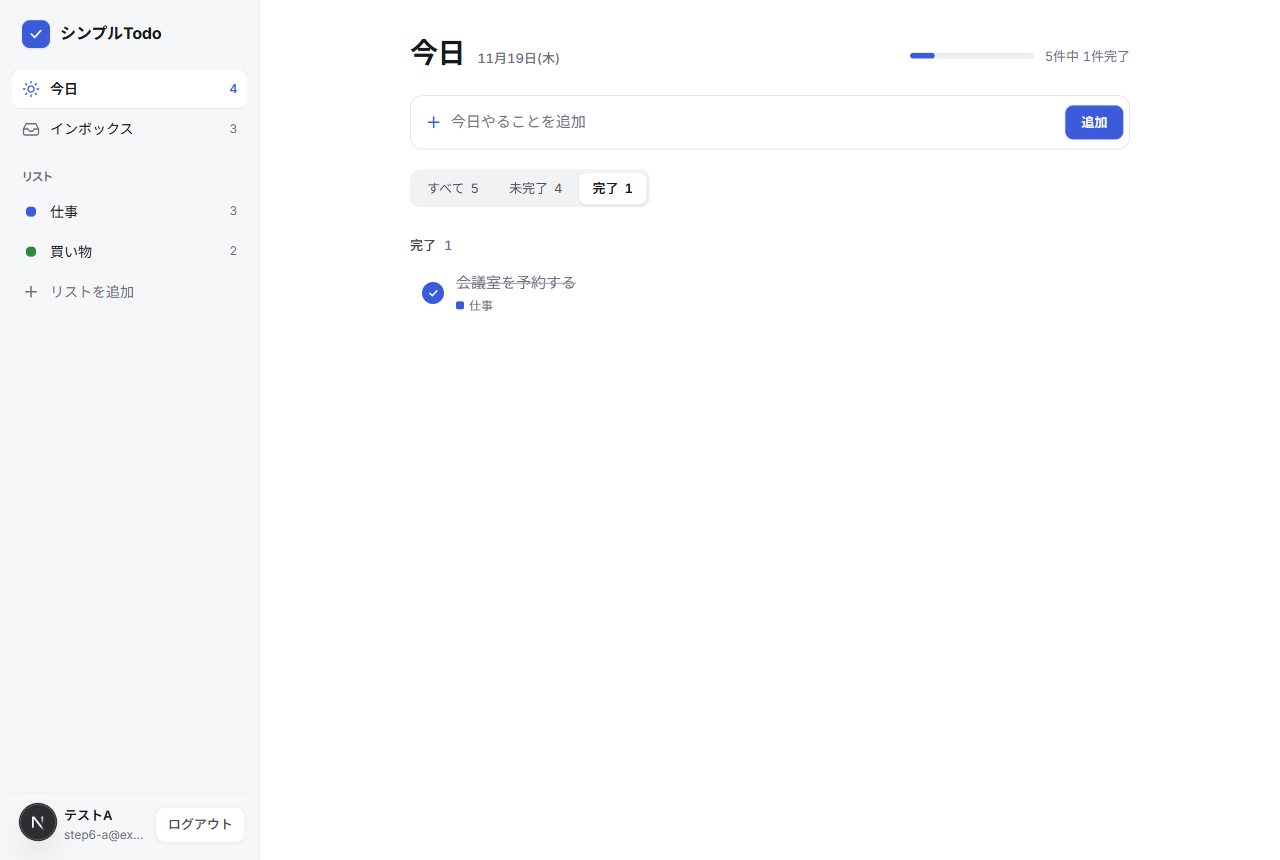 シンプルTodo
今日 4
インボックス 3
リスト
仕事 3
買い物 2
リストを追加
N テストA
step6-a@ex...
ログアウト
今日 11月19日(木)
5件中 1件完了
今日やることを追加
追加
すべて 5 未完了 4 完了 1
完了 1
会議室を予約する
仕事